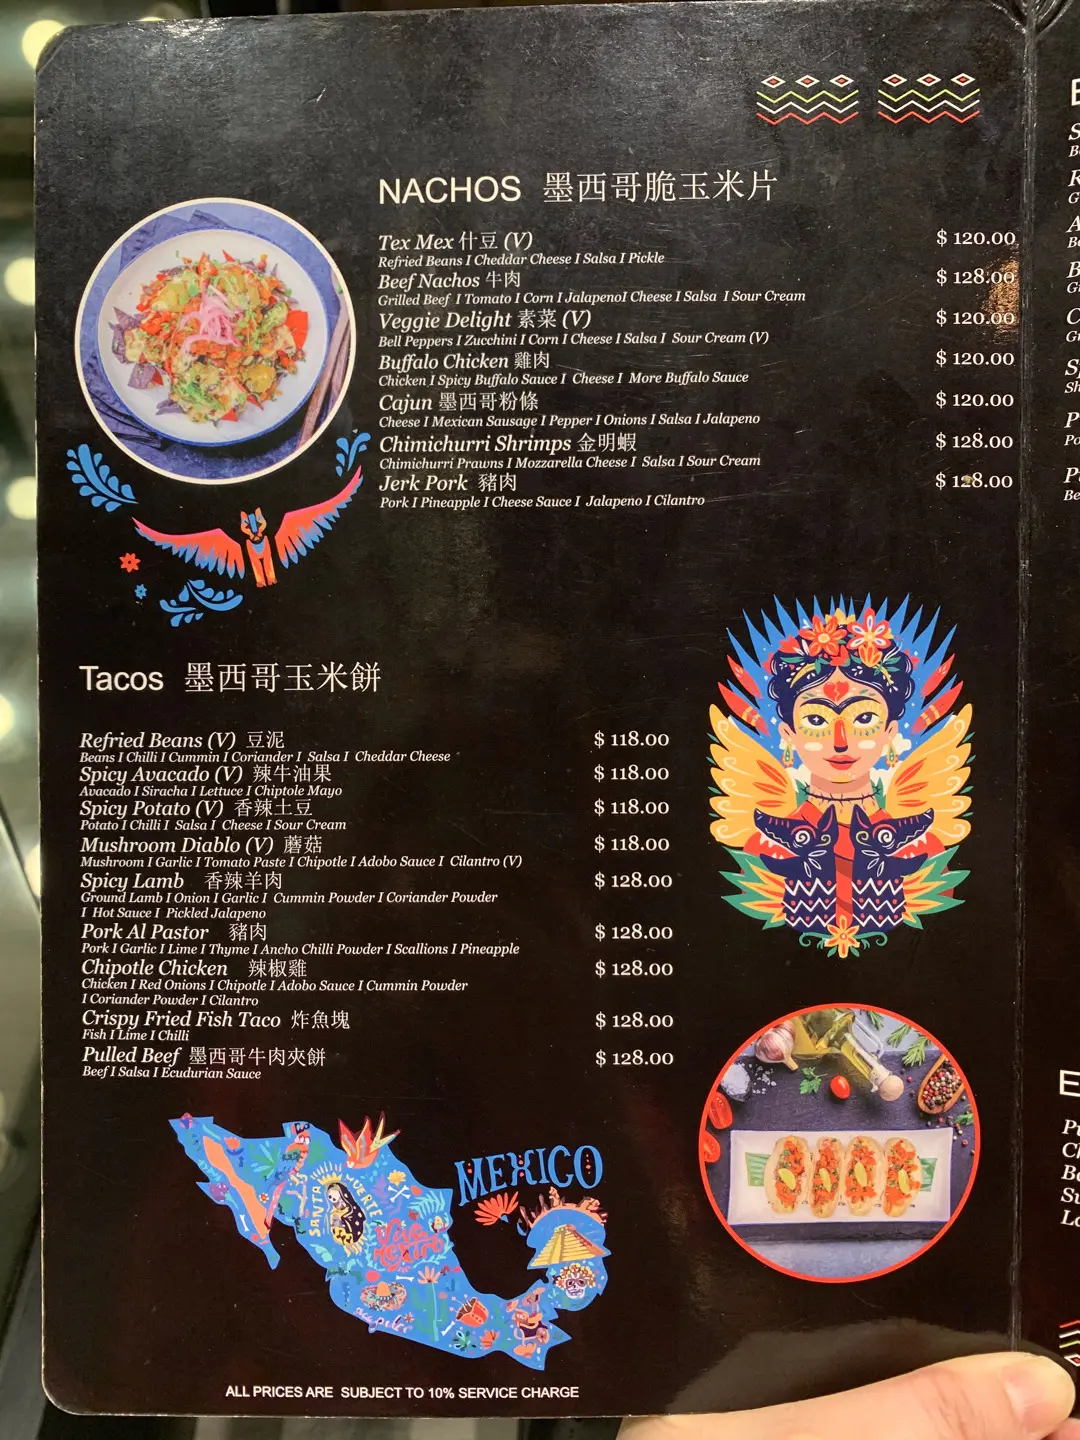 NACHOS 墨西哥脆玉米片
Tex Mex 什豆 (V) $ 120.00
Refried Beans I Cheddar Cheese I Salsa I Pickle
Beef Nachos 牛肉 $ 128.00
Grilled Beef I Tomato I Corn I JalapenoI Cheese I Salsa I Sour Cream
Veggie Delight 素菜 (V) $ 120.00
Bell Peppers I Zucchini I Corn I Cheese I Salsa I Sour Cream (V)
Buffalo Chicken 雞肉 $ 120.00
Chicken I Spicy Buffalo Sauce I Cheese I More Buffalo Sauce
Cajun 墨西哥粉條 $ 120.00
Cheese I Mexican Sausage I Pepper I Onions I Salsa I Jalapeno
Chimichurri Shrimps 金明蝦 $ 128.00
Chimichurri Prawns I Mozzarella Cheese I Salsa I Sour Cream
Jerk Pork 豬肉 $ 128.00
Pork I Pineapple I Cheese Sauce I Jalapeno I Cilantro
Tacos 墨西哥玉米餅
Refried Beans (V) 豆泥 $ 118.00
Beans I Chilli I Cummin I Coriander I Salsa I Cheddar Cheese
Spicy Avacado (V) 辣牛油果 $ 118.00
Avacado I Siracha I Lettuce I Chiptole Mayo
Spicy Potato (V) 香辣土豆 $ 118.00
Potato I Chilli I Salsa I Cheese I Sour Cream
Mushroom Diablo (V) 蘑菇 $ 118.00
Mushroom I Garlic I Tomato Paste I Chipotle I Adobo Sauce I Cilantro (V)
Spicy Lamb 香辣羊肉 $ 128.00
Ground Lamb I Onion I Garlic I Cummin Powder I Coriander Powder
I Hot Sauce I Pickled Jalapeno
Pork Al Pastor 豬肉 $ 128.00
Pork I Garlic I Lime I Thyme I Ancho Chilli Powder I Scallions I Pineapple
Chipotle Chicken 辣椒雞 $ 128.00
Chicken I Red Onions I Chipotle I Adobo Sauce I Cummin Powder
I Coriander Powder I Cilantro
Crispy Fried Fish Taco 炸魚塊 $ 128.00
Fish I Lime I Chilli
Pulled Beef 墨西哥牛肉夾餅 $ 128.00
Beef I Salsa I Ecudurian Sauce
MEXICO
SANTA MUERTE
Viva
ALL PRICES ARE SUBJECT TO 10% SERVICE CHARGE